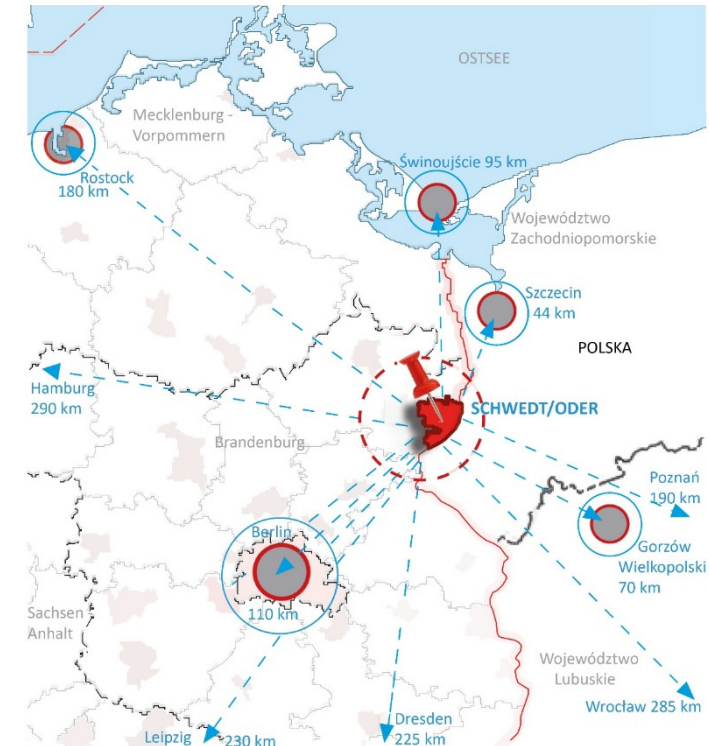 OSTSEE
Mecklenburg -
Vorpommern
Świnoujście 95 km
Rostock
180 km
Województwo
Zachodniopomorskie
Szczecin
44 km
POLSKA
Hamburg
290 km
SCHWEDT/ODER
Brandenburg
Poznań
190 km
Berlin
110 km
Gorzów
Wielkopolski
70 km
Sachsen
Anhalt
Województwo
Lubuskie
Wrocław 285 km
Dresden
225 km
Leipzig
230 km